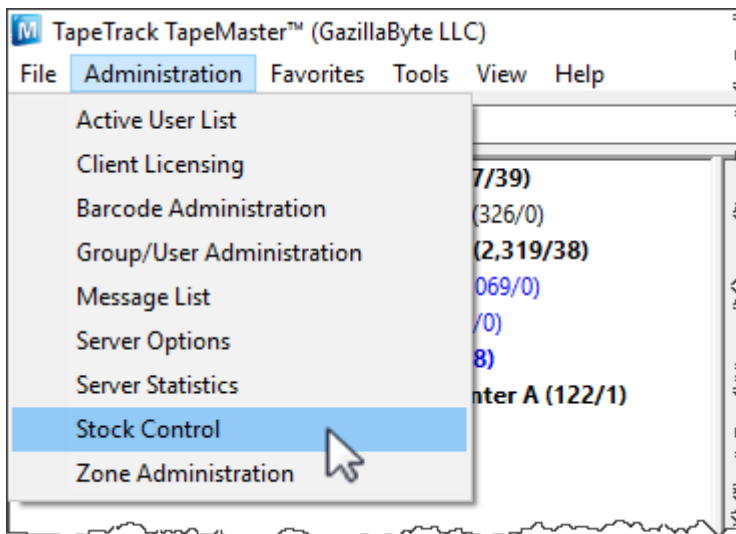 M TapeTrack TapeMaster™ (GazillaByte LLC)
File Administration Favorites Tools View Help
Active User List
Client Licensing
7/39)
Barcode Administration
(326/0)
Group/User Administration
(2,319/38)
Message List
069/0)
Server Options
/0)
Server Statistics
8)
nter A (122/1)
Stock Control
Zone Administration